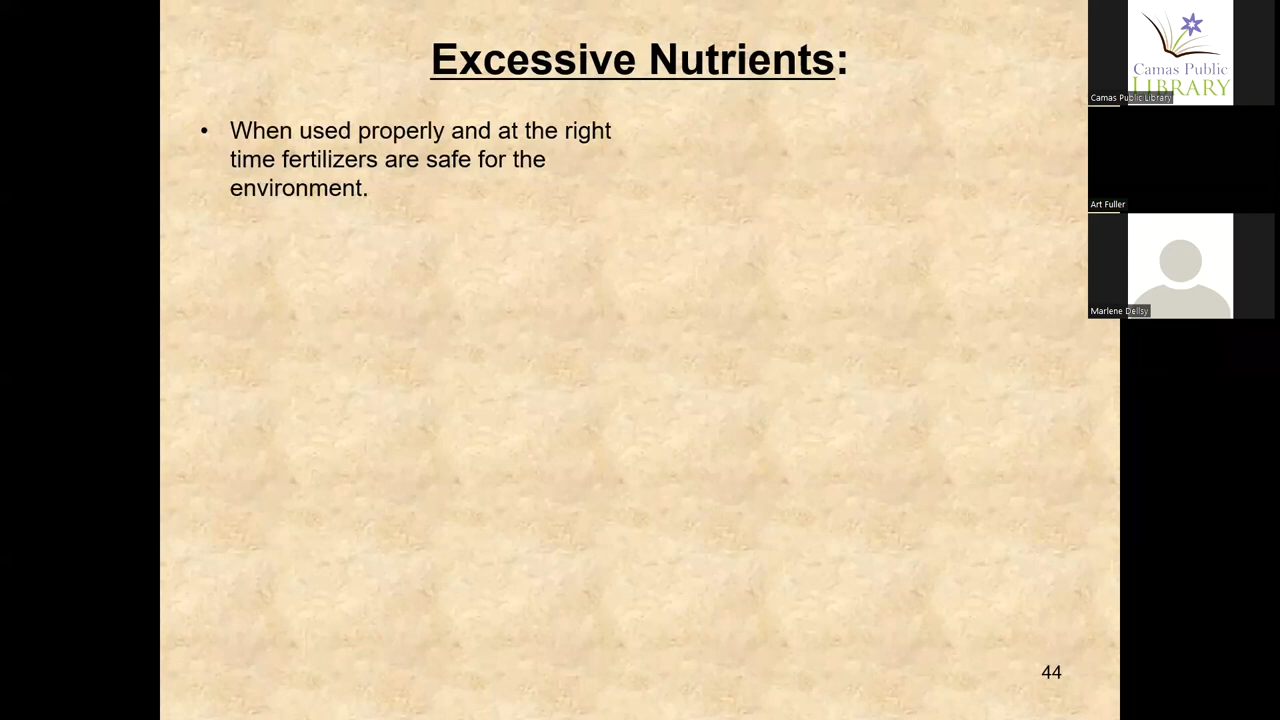 Excessive Nutrients:
• When used properly and at the right
time fertilizers are safe for the
environment.
44
Camas Public
LIBRARY
Camas Public Library
Art Fuller
Marlene Dellsy